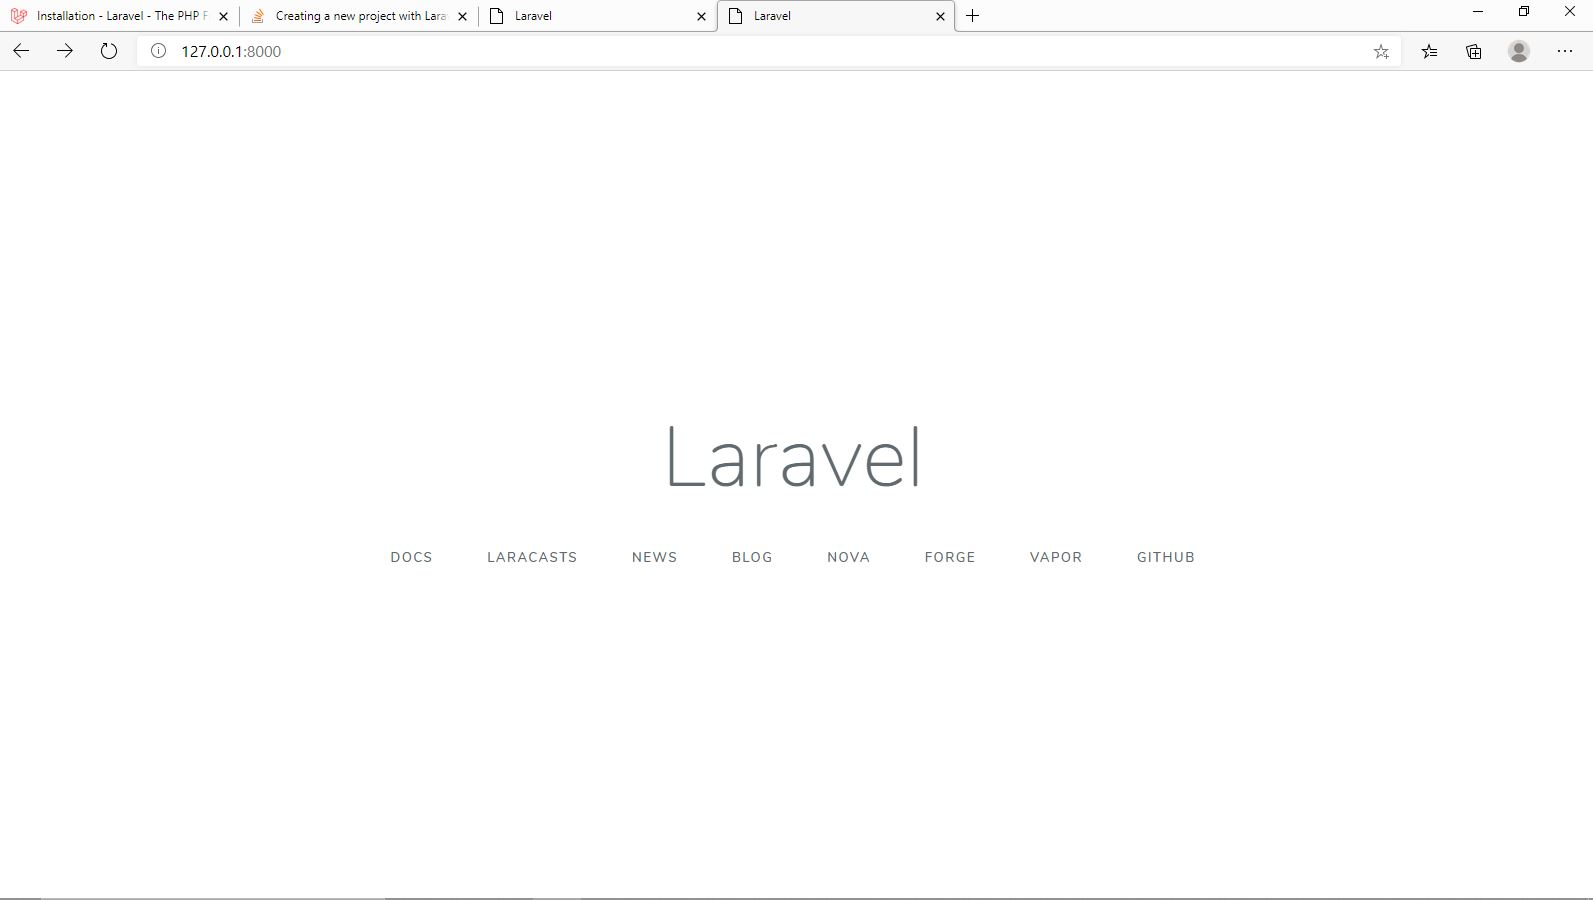 Installation - Laravel - The PHP F
Creating a new project with Lara
Laravel
Laravel
127.0.0.1:8000
Laravel
DOCS LARACASTS NEWS BLOG NOVA FORGE VAPOR GITHUB